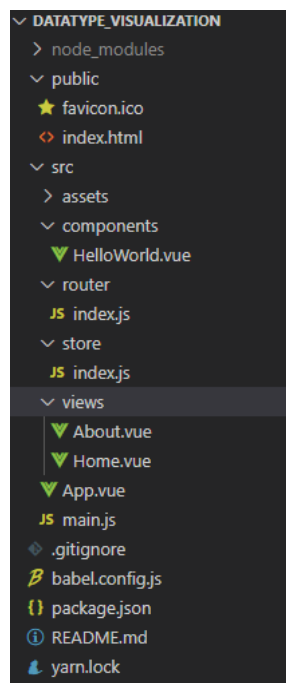 DATATYPE_VISUALIZATION
node_modules
public
favicon.ico
index.html
src
assets
components
HelloWorld.vue
router
JS index.js
store
JS index.js
views
About.vue
Home.vue
App.vue
JS main.js
.gitignore
babel.config.js
package.json
README.md
yarn.lock